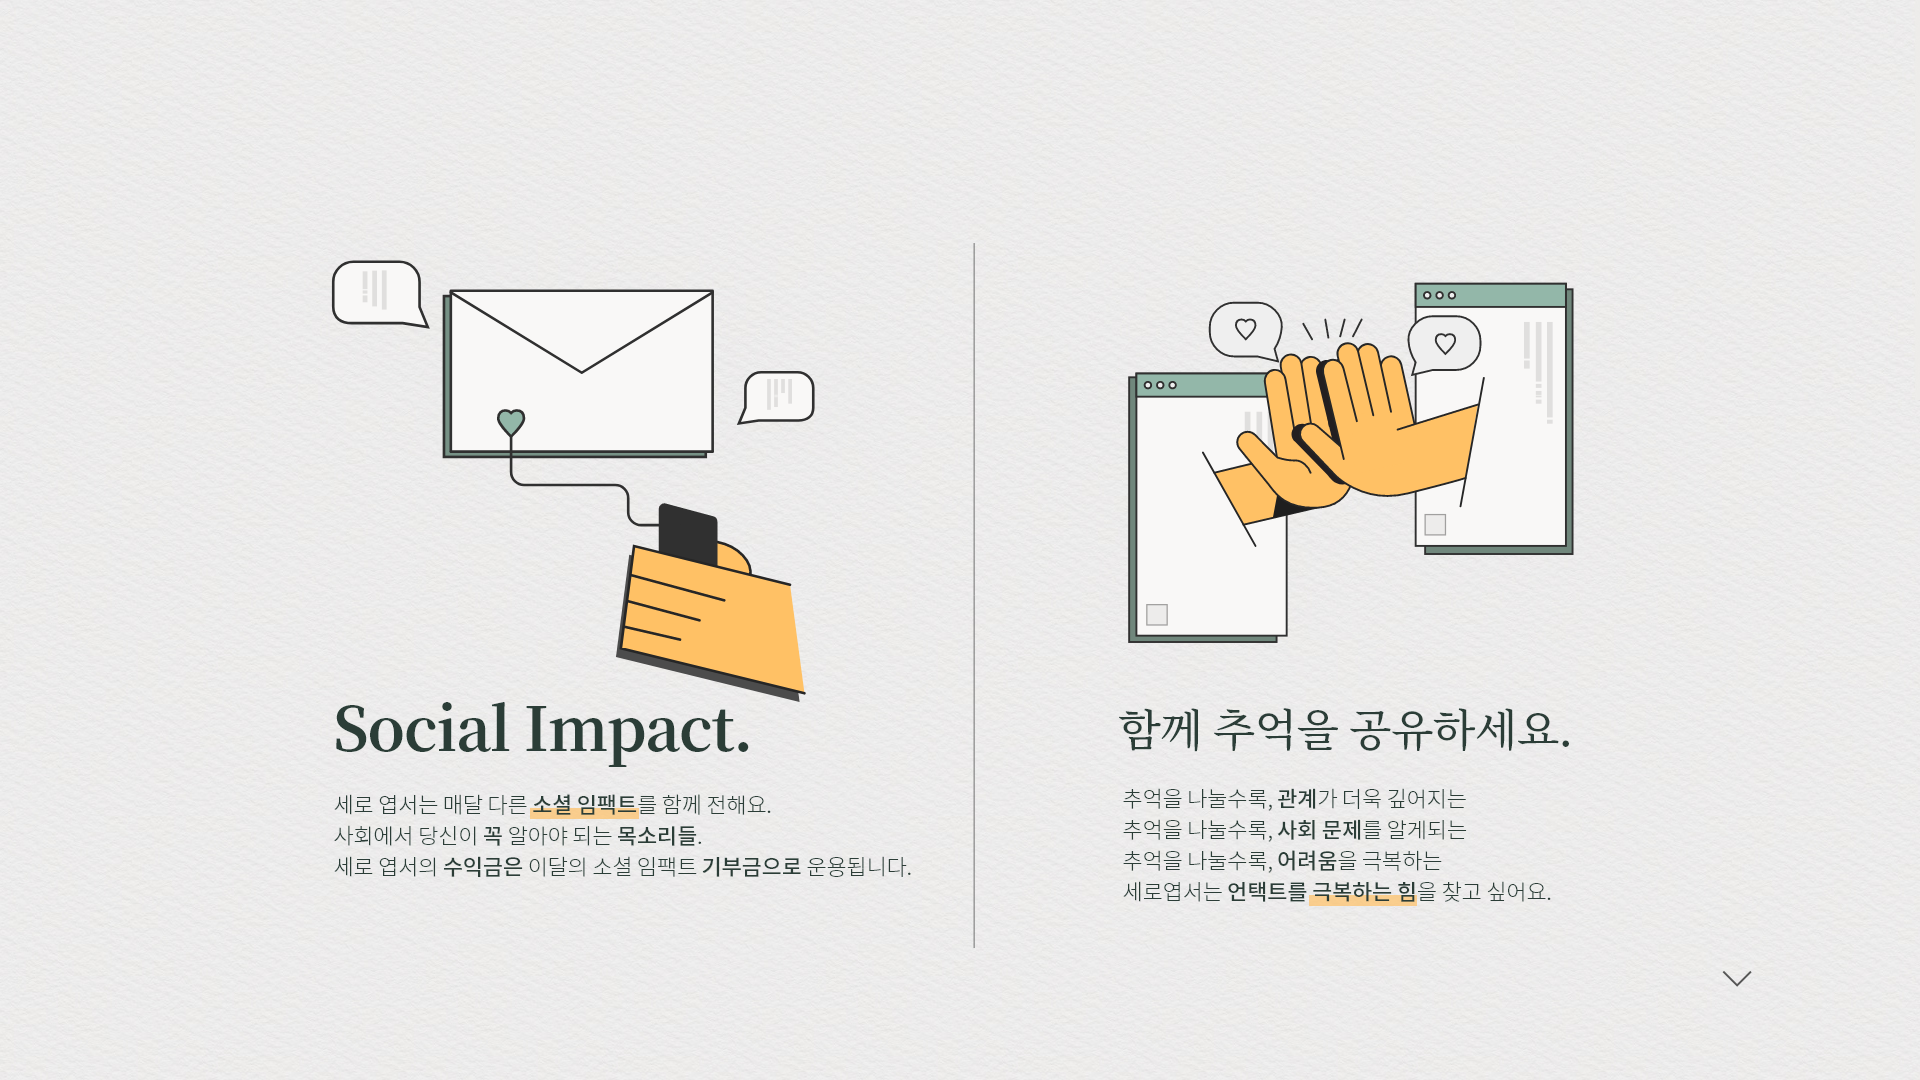 Social Impact.
세로 엽서는 매달 다른 소셜 임팩트를 함께 전해요.
사회에서 당신이 꼭 알아야 되는 목소리들.
세로 엽서의 수익금은 이달의 소셜 임팩트 기부금으로 운용됩니다.
함께 추억을 공유하세요.
추억을 나눌수록, 관계가 더욱 깊어지는
추억을 나눌수록, 사회 문제를 알게되는
추억을 나눌수록, 어려움을 극복하는
세로엽서는 언택트를 극복하는 힘을 찾고 싶어요.